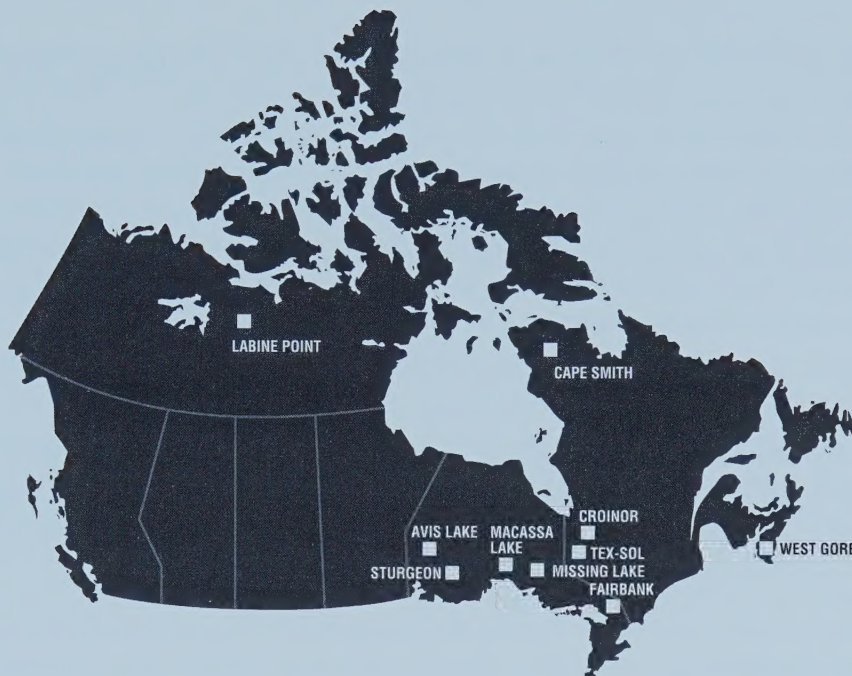 LABINE POINT
CAPE SMITH
CROINOR
AVIS LAKE
MACASSA
LAKE
TEX-SOL
WEST GORE
STURGEON
MISSING LAKE
FAIRBANK